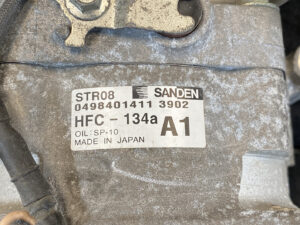 STR08 SANDEN
0498401411 3902
HFC - 134a A1
OIL: SP-10
MADE IN JAPAN